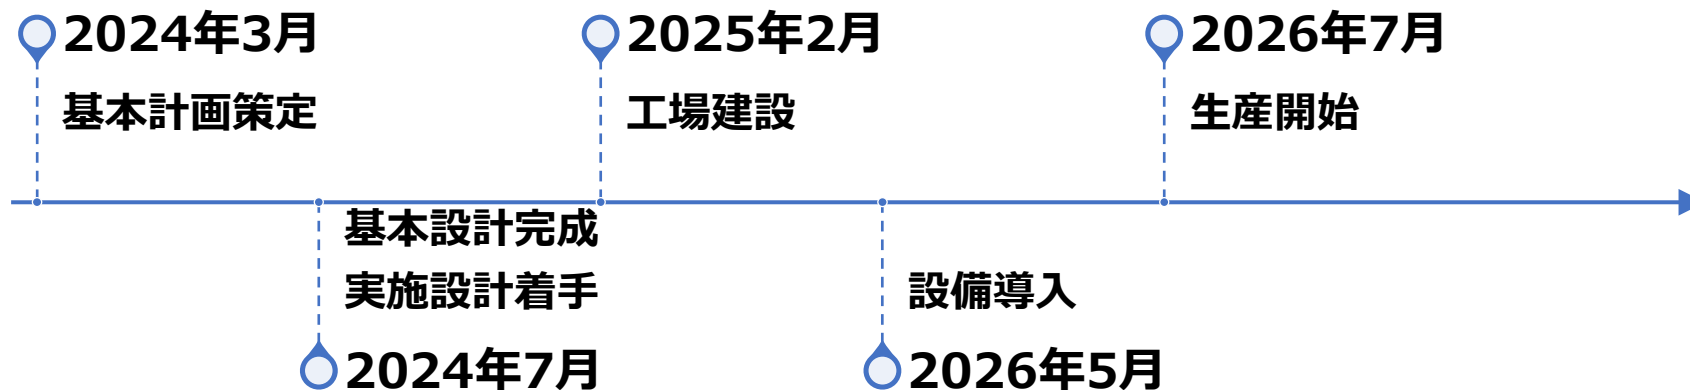 2024年3月
基本計画策定
2025年2月
工場建設
2026年7月
生産開始
基本設計完成
実施設計着手
2024年7月
設備導入
2026年5月